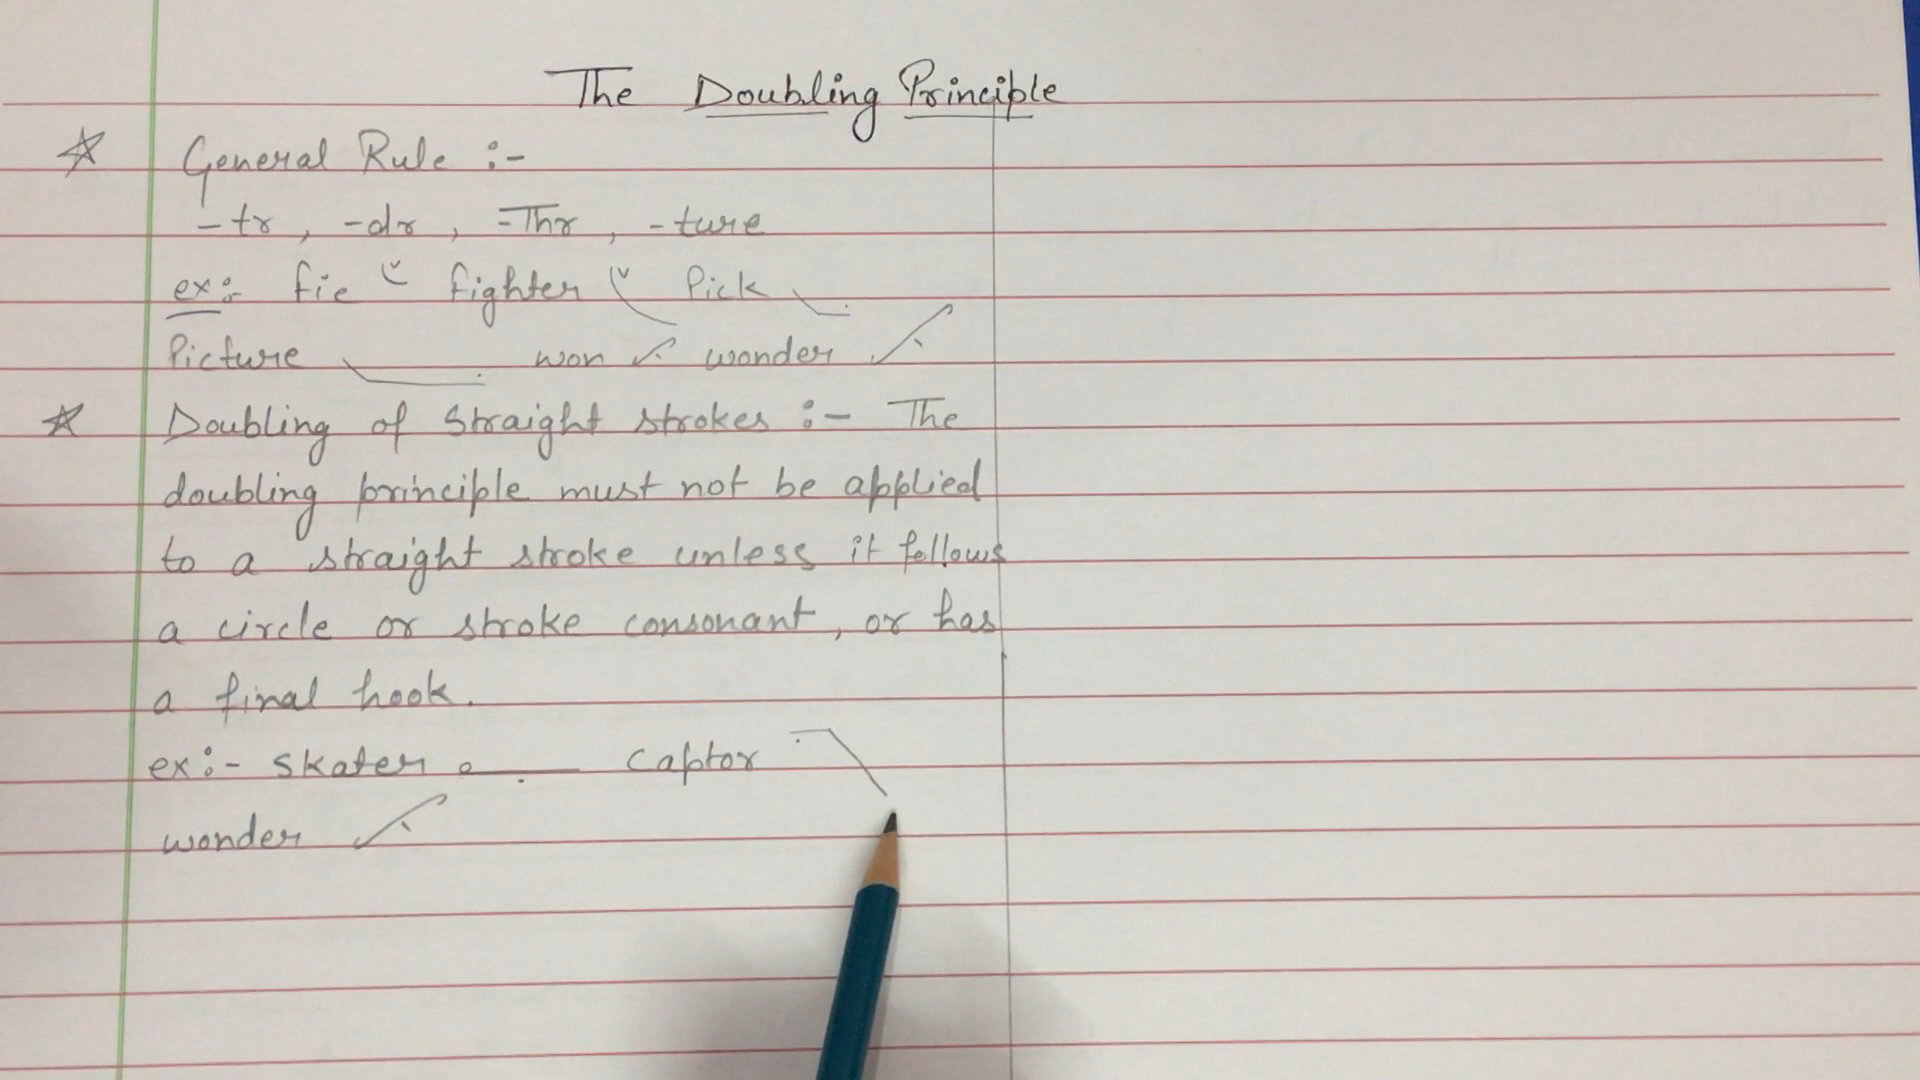 The Doubling Principle
General Rule :-
-tr, -dr, -Thr, -ture
ex:- fie fighter Pick
Picture won wonder
Doubling of Straight strokes :- The
doubling principle must not be applied
to a straight stroke unless it follows
a circle or stroke consonant, or has
a final hook.
ex:- skater captor
wonder